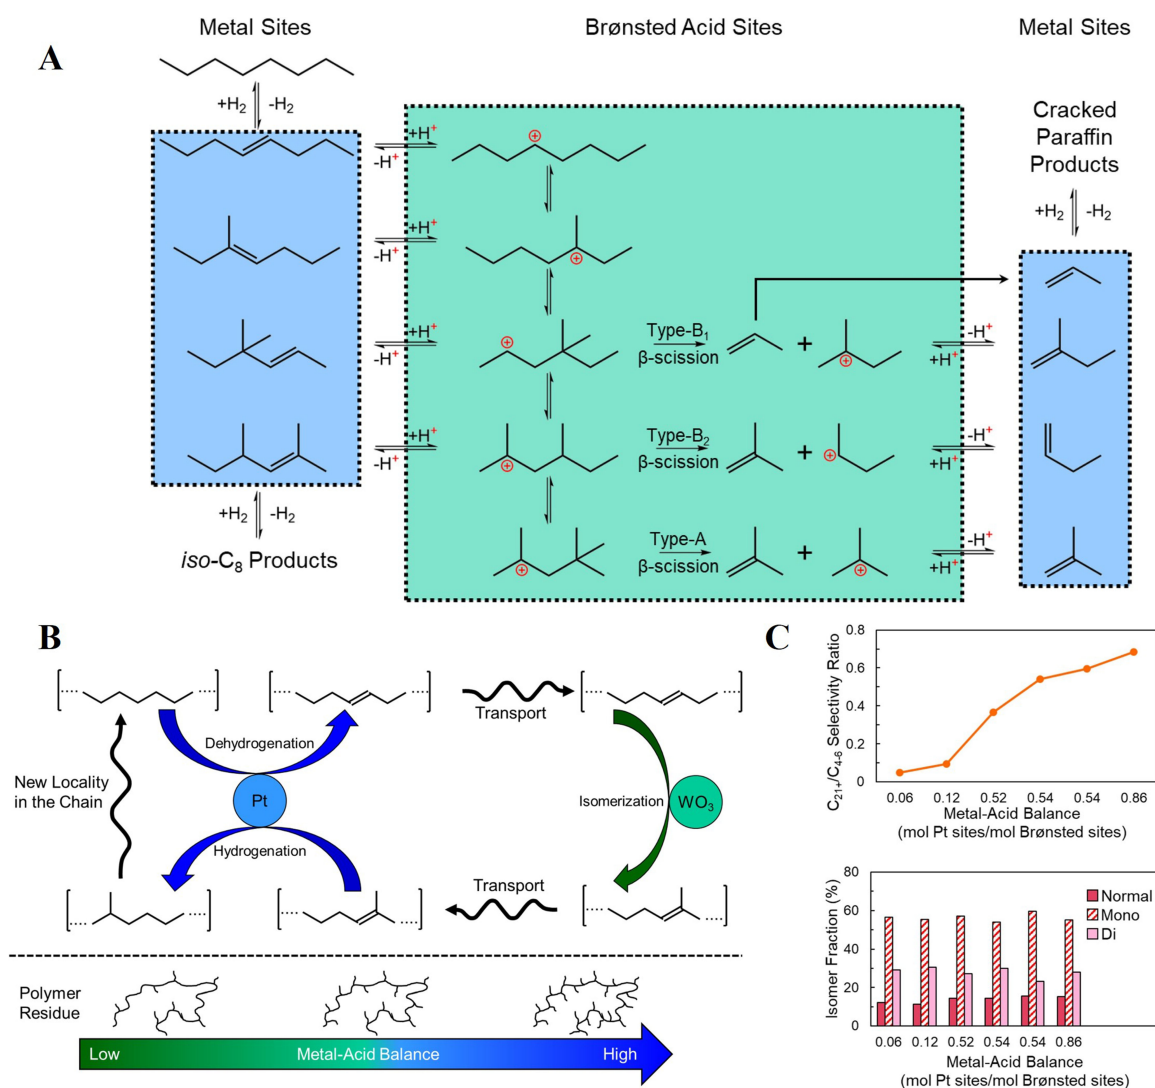 A
Metal Sites
Brønsted Acid Sites
Metal Sites
+H₂ -H₂
+H⁺
-H⁺
+H⁺
-H⁺
+H⁺
-H⁺
+H⁺
-H⁺
+H₂ -H₂
iso-C₈ Products
Type-B₁
β-scission
+
Type-B₂
β-scission
+
Type-A
β-scission
+
-H⁺
+H⁺
-H⁺
+H⁺
-H⁺
+H⁺
Cracked
Paraffin
Products
+H₂ -H₂
B
Dehydrogenation
Pt
Hydrogenation
New Locality
in the Chain
Transport
Isomerization
WO₃
Transport
Polymer
Residue
Low Metal-Acid Balance High
C
C₂₁₊/C₄₋₆ Selectivity Ratio
0.8
0.6
0.4
0.2
0
0.06 0.12 0.52 0.54 0.54 0.86
Metal-Acid Balance
(mol Pt sites/mol Brønsted sites)
Isomer Fraction (%)
80
60
40
20
0
Normal
Mono
Di
0.06 0.12 0.52 0.54 0.54 0.86
Metal-Acid Balance
(mol Pt sites/mol Brønsted sites)